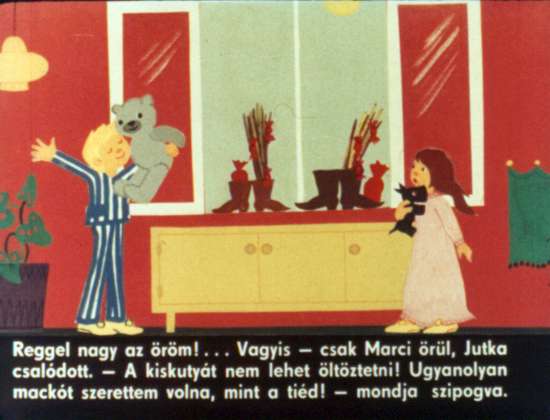 Reggel nagy az öröm!... Vagyis – csak Marci örül, Jutka
csalódott. – A kiskutyát nem lehet öltöztetni! Ugyanolyan
mackót szerettem volna, mint a tiéd! – mondja szipogva.